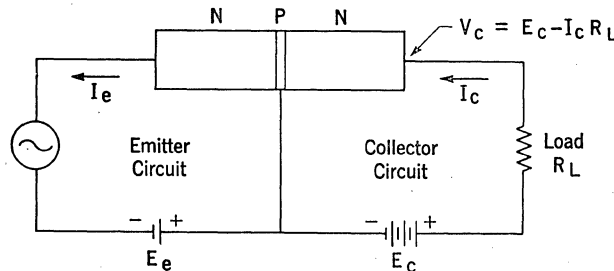 N P N
V_C = E_C - I_C R_L
I_e
I_c
Emitter
Circuit
Collector
Circuit
Load
R_L
- +
E_e
- +
E_C